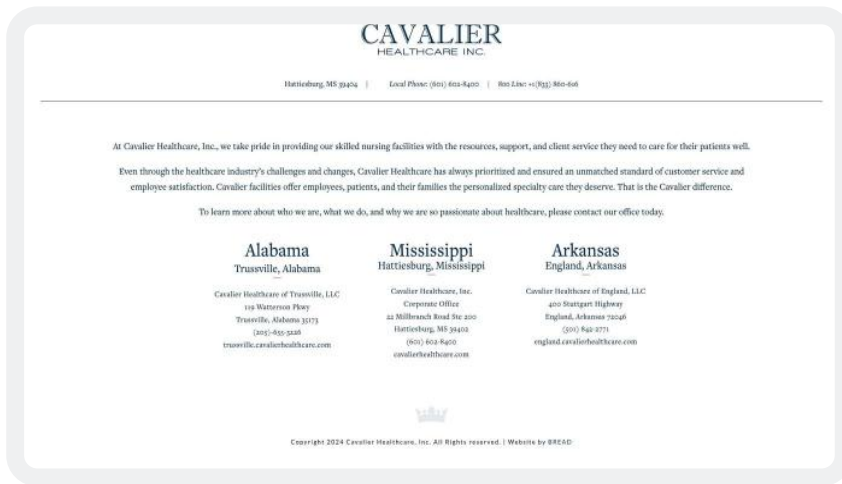 CAVALIER
HEALTHCARE INC.
Hattiesburg, MS 39404 | Local Phone: (601) 602-8400 | 800 Line: +1(833) 860-616
At Cavalier Healthcare, Inc., we take pride in providing our skilled nursing facilities with the resources, support, and client service they need to care for their patients well.
Even through the healthcare industry's challenges and changes, Cavalier Healthcare has always prioritized and ensured an unmatched standard of customer service and
employee satisfaction. Cavalier facilities offer employees, patients, and their families the personalized specialty care they deserve. That is the Cavalier difference.
To learn more about who we are, what we do, and why we are so passionate about healthcare, please contact our office today.
Alabama
Trussville, Alabama
Cavalier Healthcare of Trussville, LLC
119 Watterson Pkwy
Trussville, Alabama 35173
(205)-655-3226
trussville.cavalierhealthcare.com
Mississippi
Hattiesburg, Mississippi
Cavalier Healthcare, Inc.
Corporate Office
22 Millbranch Road Ste 200
Hattiesburg, MS 39402
(601) 602-8400
cavalierhealthcare.com
Arkansas
England, Arkansas
Cavalier Healthcare of England, LLC
400 Stuttgart Highway
England, Arkansas 72046
(501) 842-2771
england.cavalierhealthcare.com
Copyright 2024 Cavalier Healthcare, Inc. All Rights reserved. | Website by BREAD